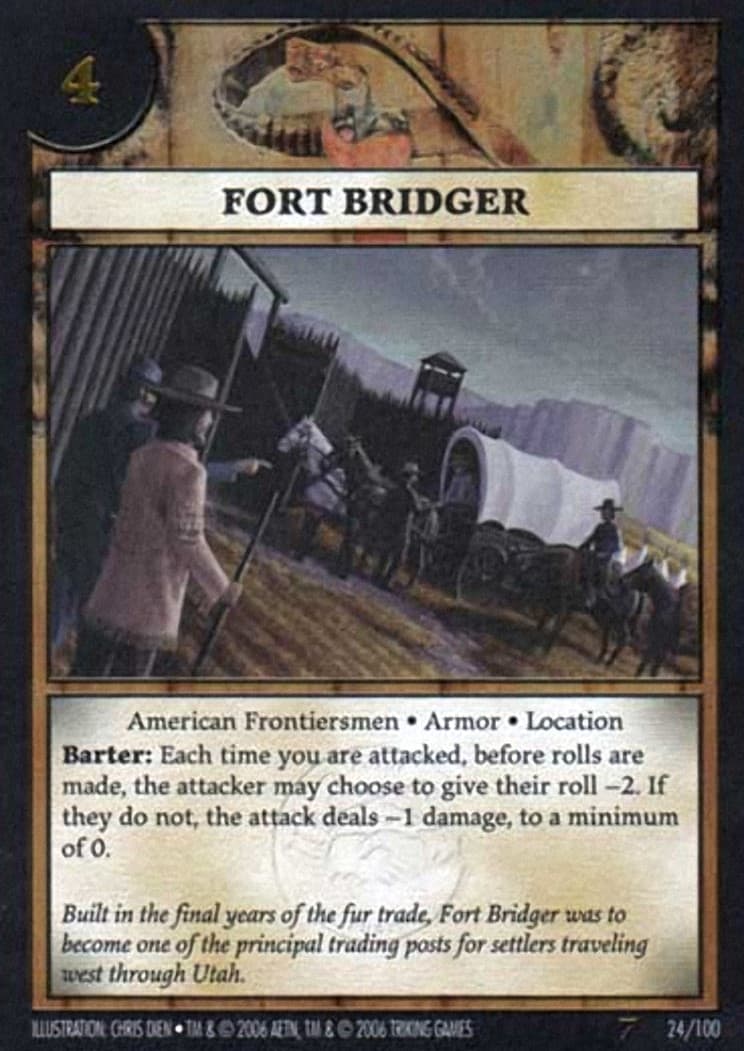 4
FORT BRIDGER
American Frontiersmen • Armor • Location
Barter: Each time you are attacked, before rolls are
made, the attacker may choose to give their roll –2. If
they do not, the attack deals –1 damage, to a minimum
of 0.
Built in the final years of the fur trade, Fort Bridger was to
become one of the principal trading posts for settlers traveling
west through Utah.
ILLUSTRATION: CHRIS DIEN • TM & © 2006 AETN, TM & © 2006 TRIKING GAMES 7 24/100